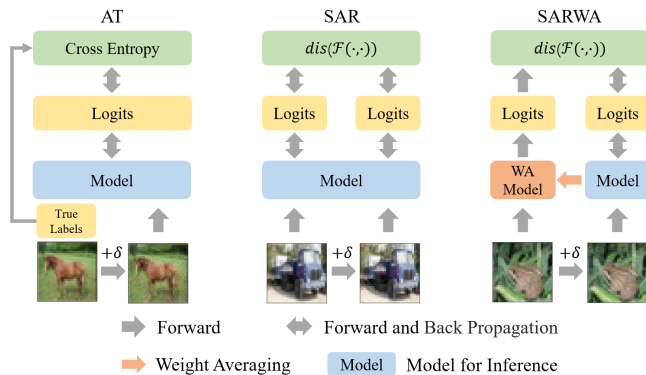 AT
SAR
SARWA
Cross Entropy
dis(ℱ(·,·))
dis(ℱ(·,·))
Logits
Logits
Logits
Logits
Logits
Model
Model
WA
Model
Model
True
Labels
+δ
+δ
+δ
Forward
Forward and Back Propagation
Weight Averaging
Model
Model for Inference